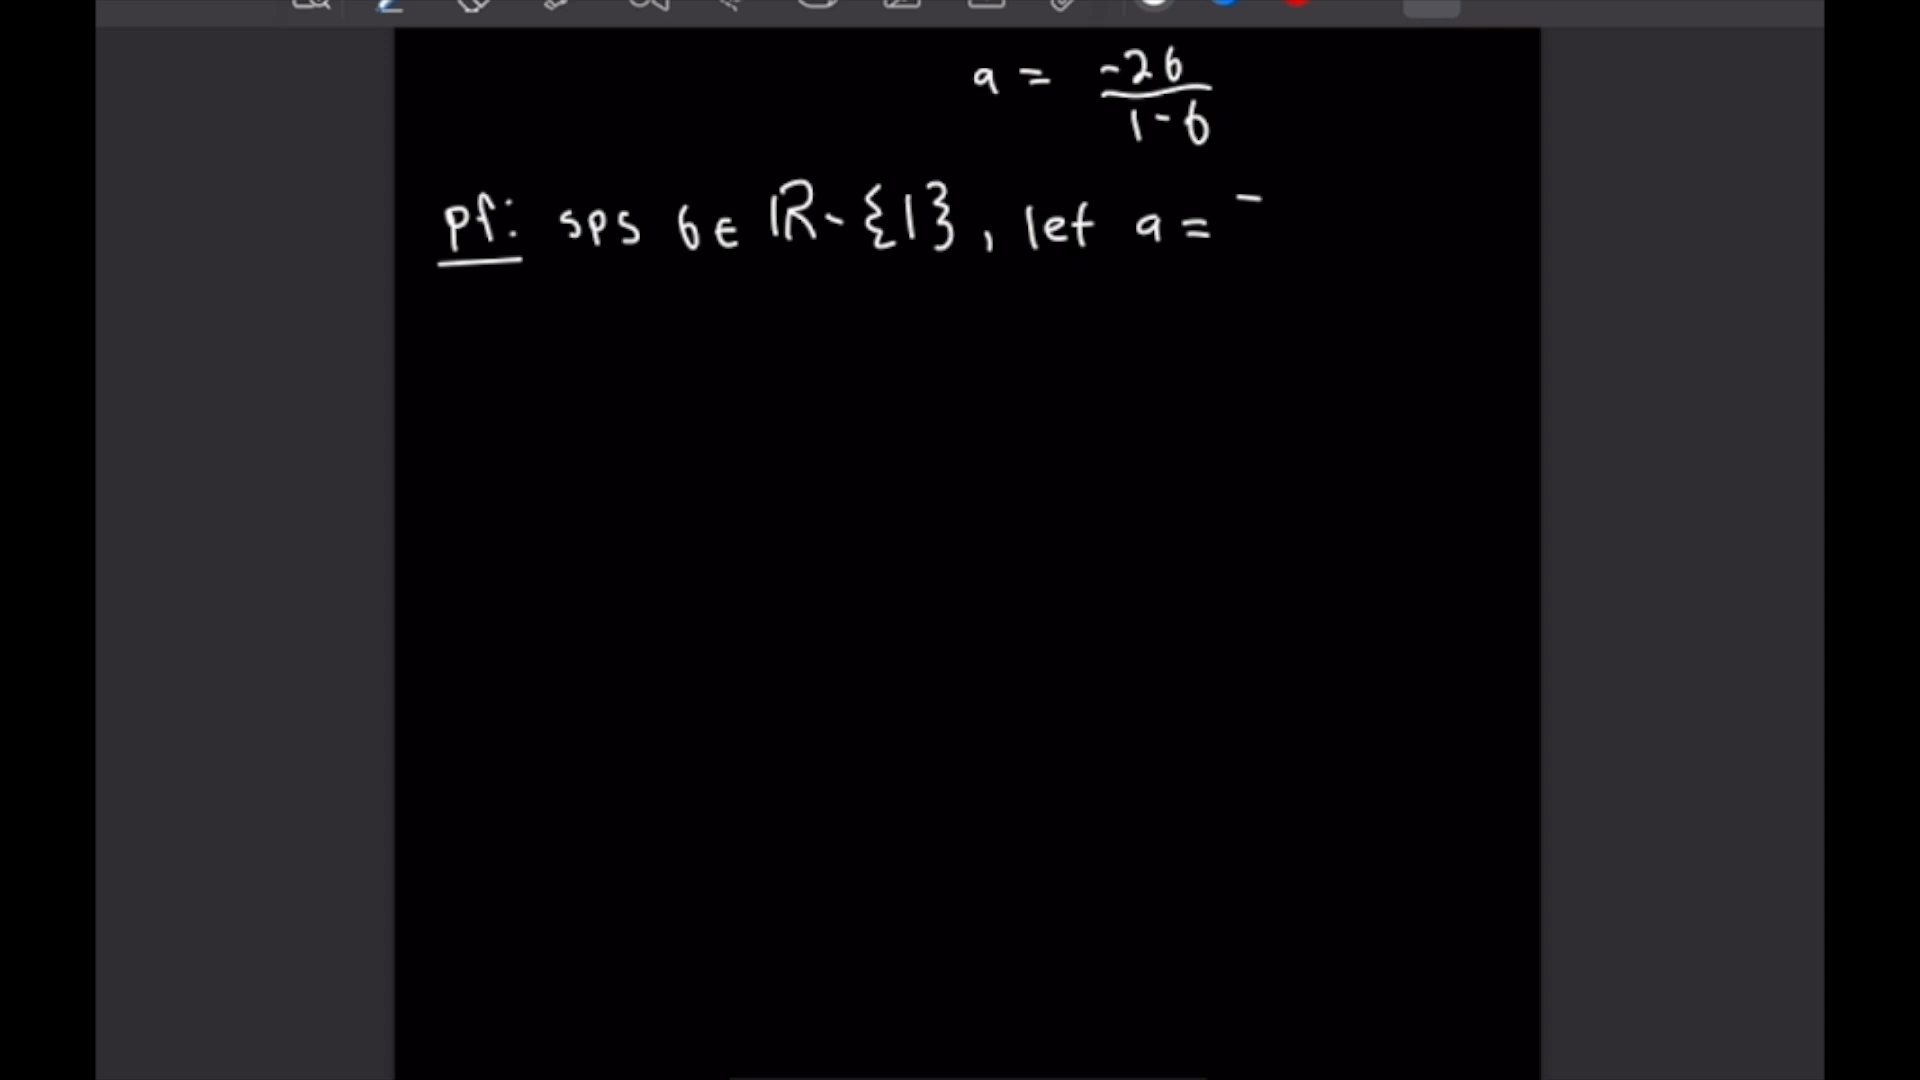 a = -2b / 1-b
pf: sps b ∈ ℝ-{1}, let a = -